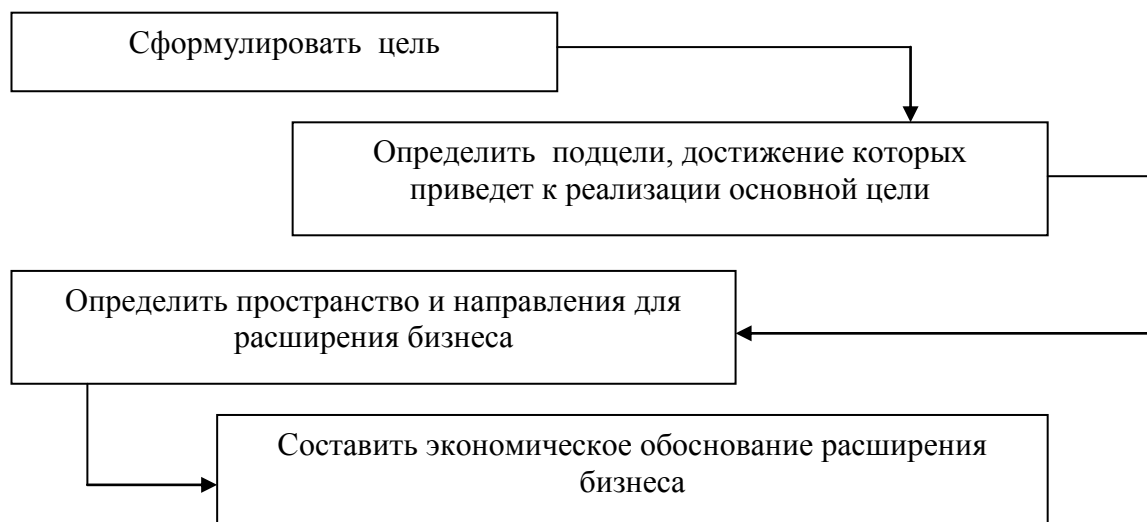 Сформулировать цель
Определить подцели, достижение которых
приведет к реализации основной цели
Определить пространство и направления для
расширения бизнеса
Составить экономическое обоснование расширения
бизнеса